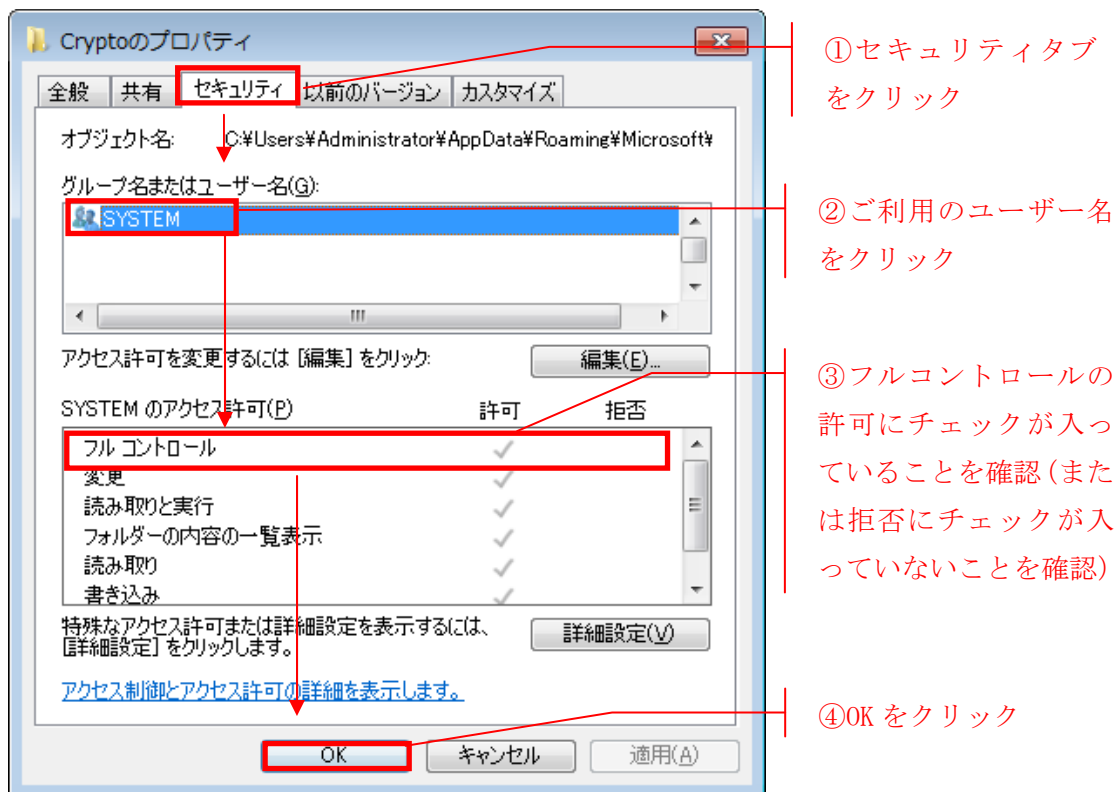 Cryptoのプロパティ
全般 共有 セキュリティ 以前のバージョン カスタマイズ
オブジェクト名: C:¥Users¥Administrator¥AppData¥Roaming¥Microsoft¥
グループ名またはユーザー名(G):
SYSTEM
アクセス許可を変更するには [編集] をクリック: 編集(E)...
SYSTEM のアクセス許可(P) 許可 拒否
フル コントロール
変更
読み取りと実行
フォルダーの内容の一覧表示
読み取り
書き込み
特殊なアクセス許可または詳細設定を表示するには、
[詳細設定] をクリックします。
詳細設定(V)
アクセス制御とアクセス許可の詳細を表示します。
OK キャンセル 適用(A)
①セキュリティタブ
をクリック
②ご利用のユーザー名
をクリック
③フルコントロールの
許可にチェックが入っ
ていることを確認(また
は拒否にチェックが入
っていないことを確認)
④OK をクリック